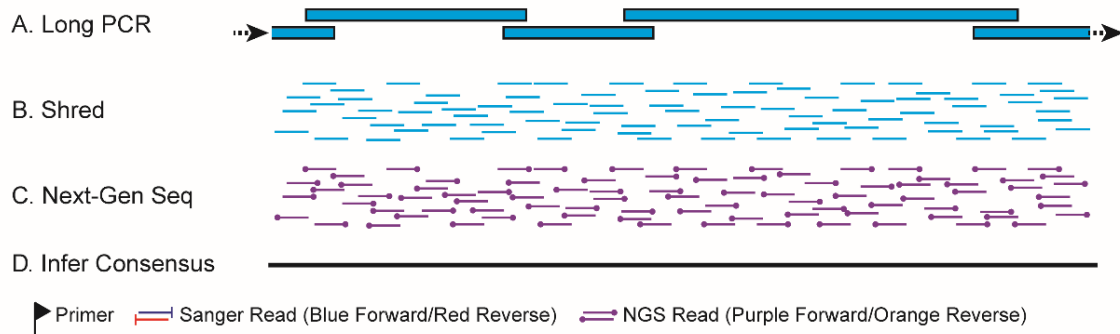 A. Long PCR
B. Shred
C. Next-Gen Seq
D. Infer Consensus
Primer Sanger Read (Blue Forward/Red Reverse) NGS Read (Purple Forward/Orange Reverse)